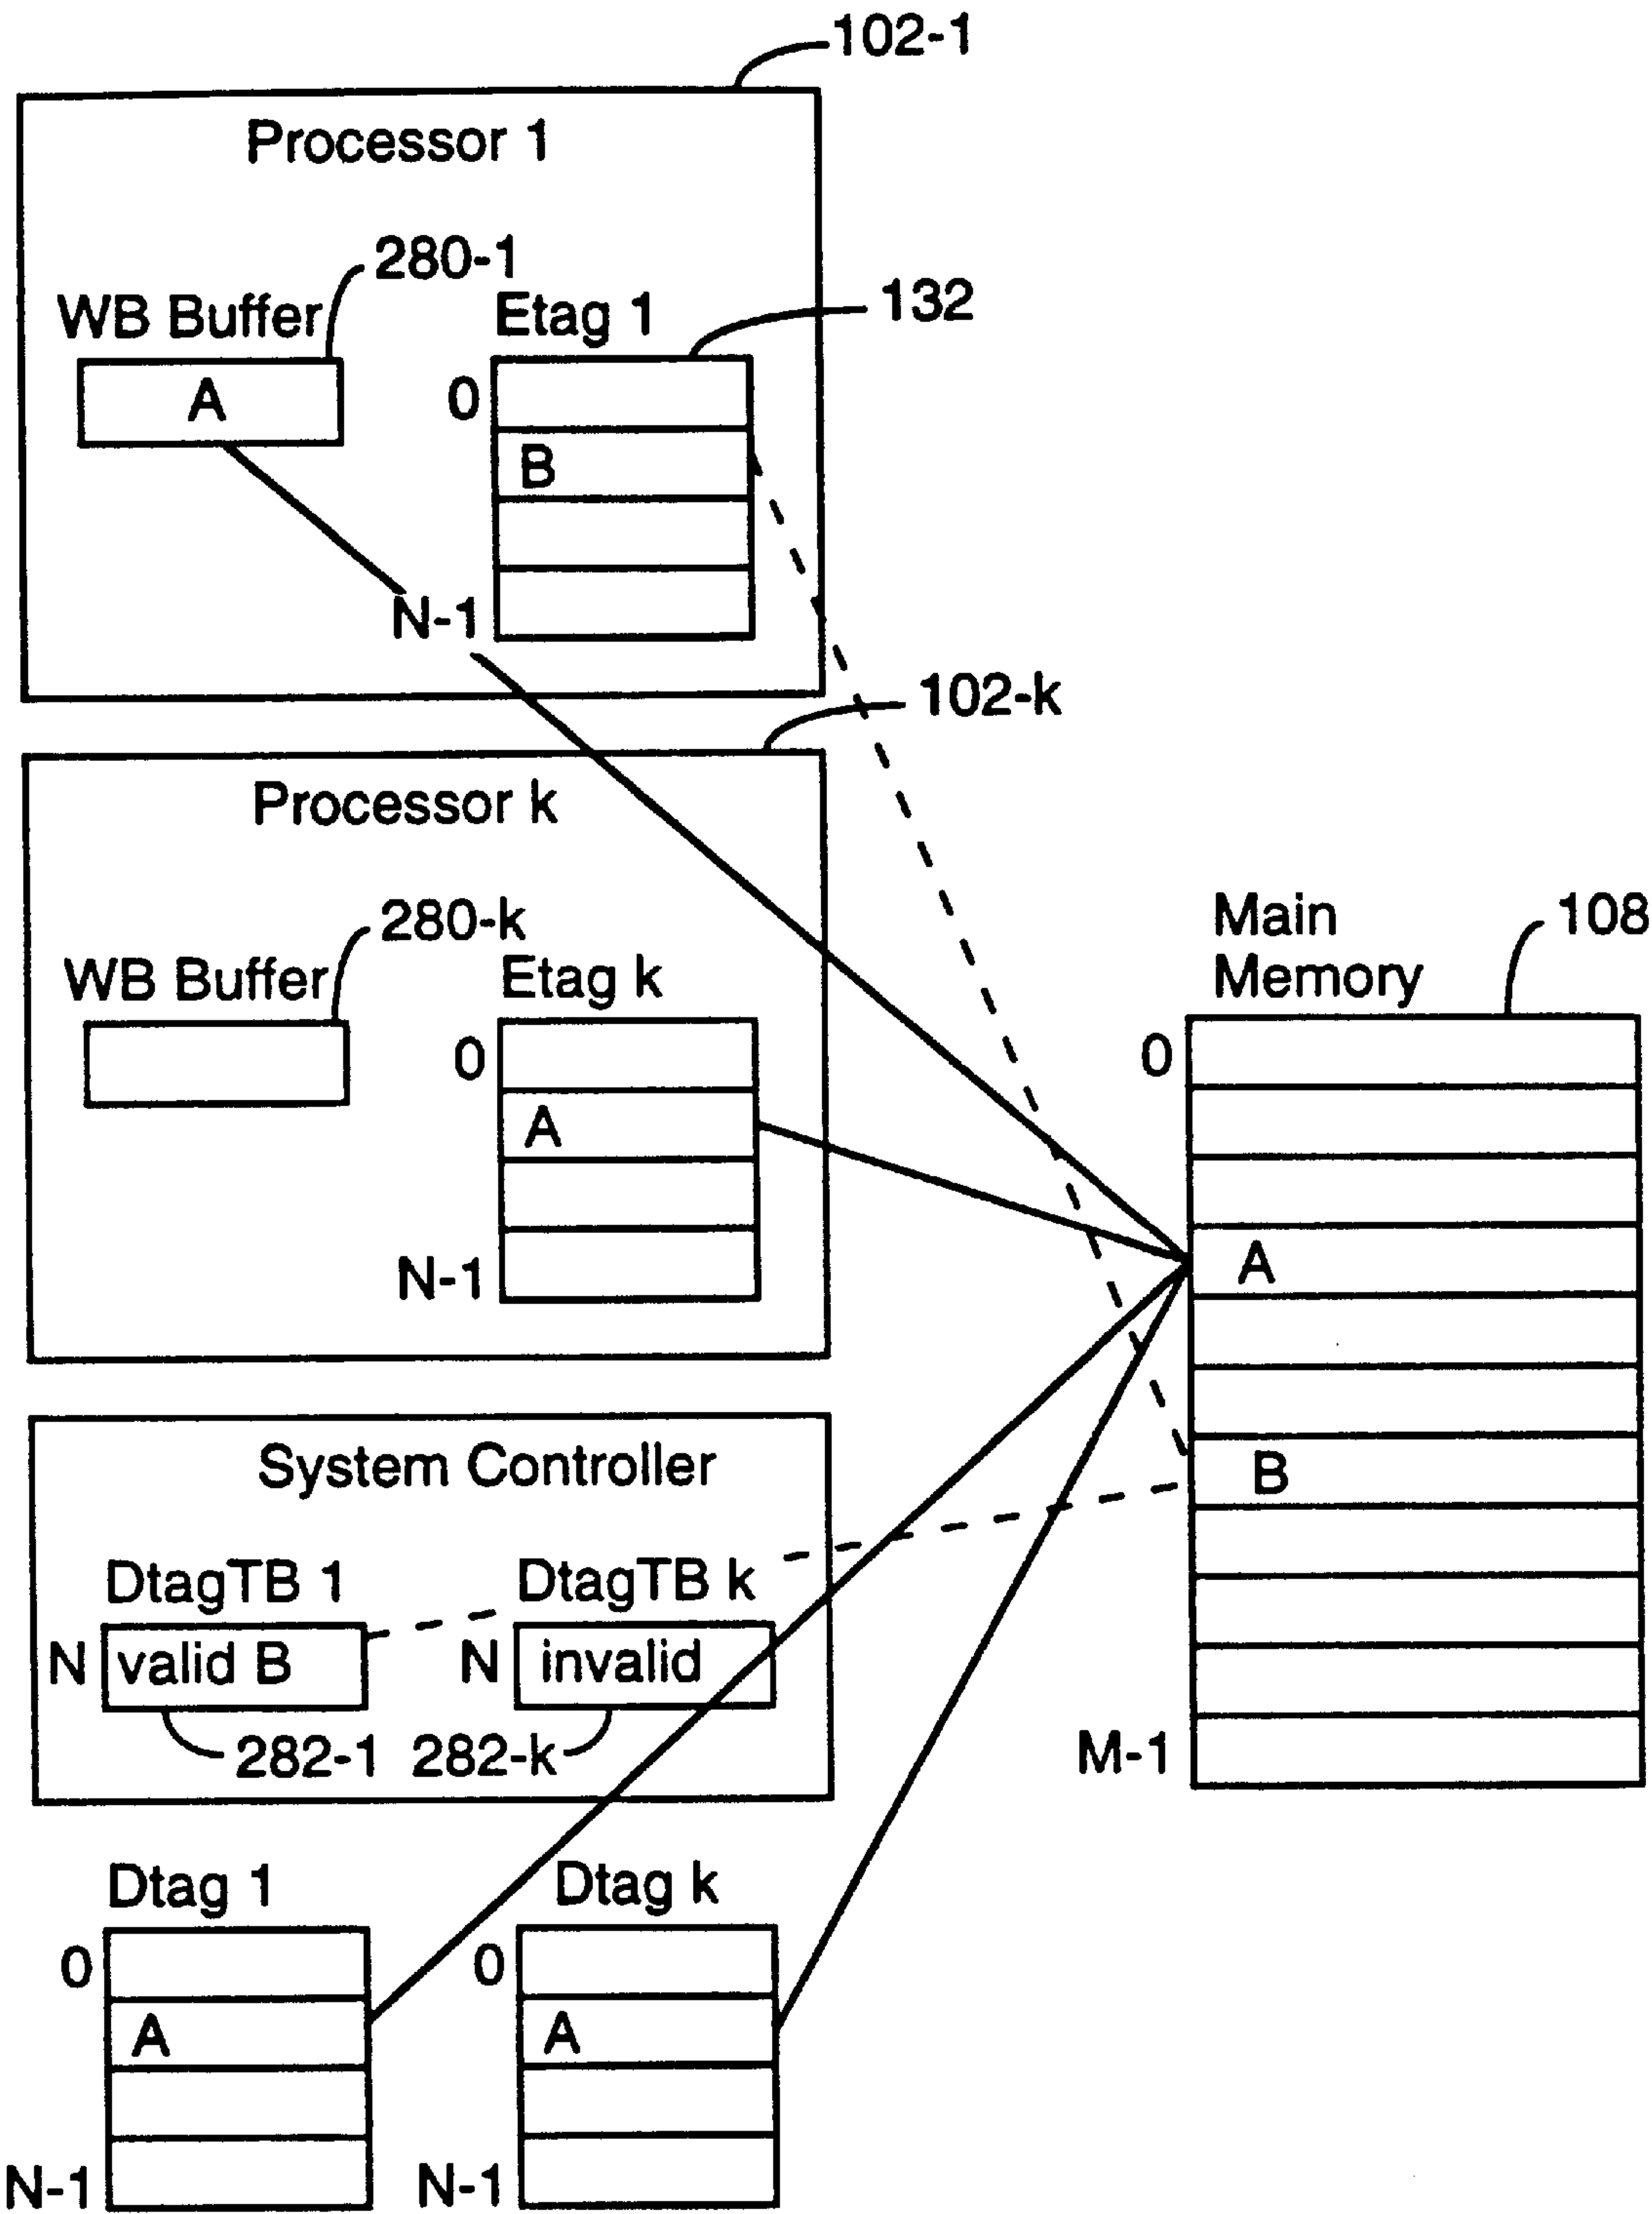 102-1
Processor 1
280-1
WB Buffer
Etag 1
132
A
0
B
N-1
102-k
Processor k
280-k
WB Buffer
Etag k
0
A
N-1
Main
Memory
108
0
A
B
M-1
System Controller
DtagTB 1
DtagTB k
N
valid B
N
invalid
282-1
282-k
Dtag 1
Dtag k
0
A
N-1
0
A
N-1